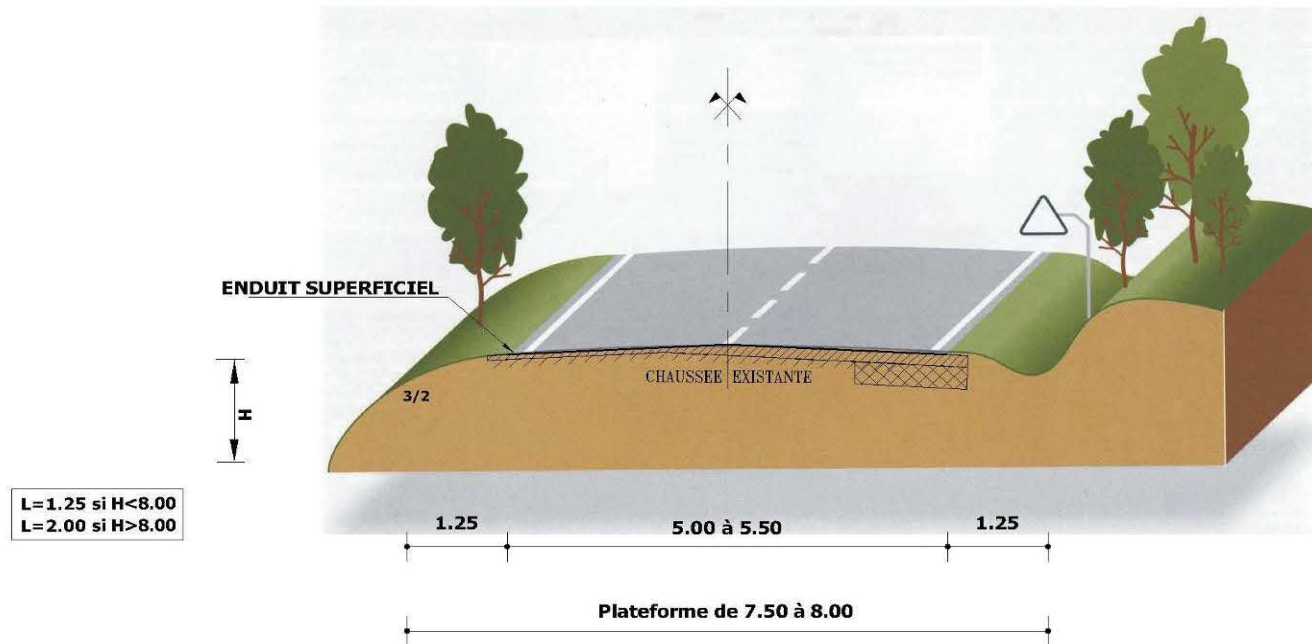 ENDUIT SUPERFICIEL
CHAUSSEE EXISTANTE
3/2
H
L=1.25 si H<8.00
L=2.00 si H>8.00
1.25
5.00 à 5.50
1.25
Plateforme de 7.50 à 8.00